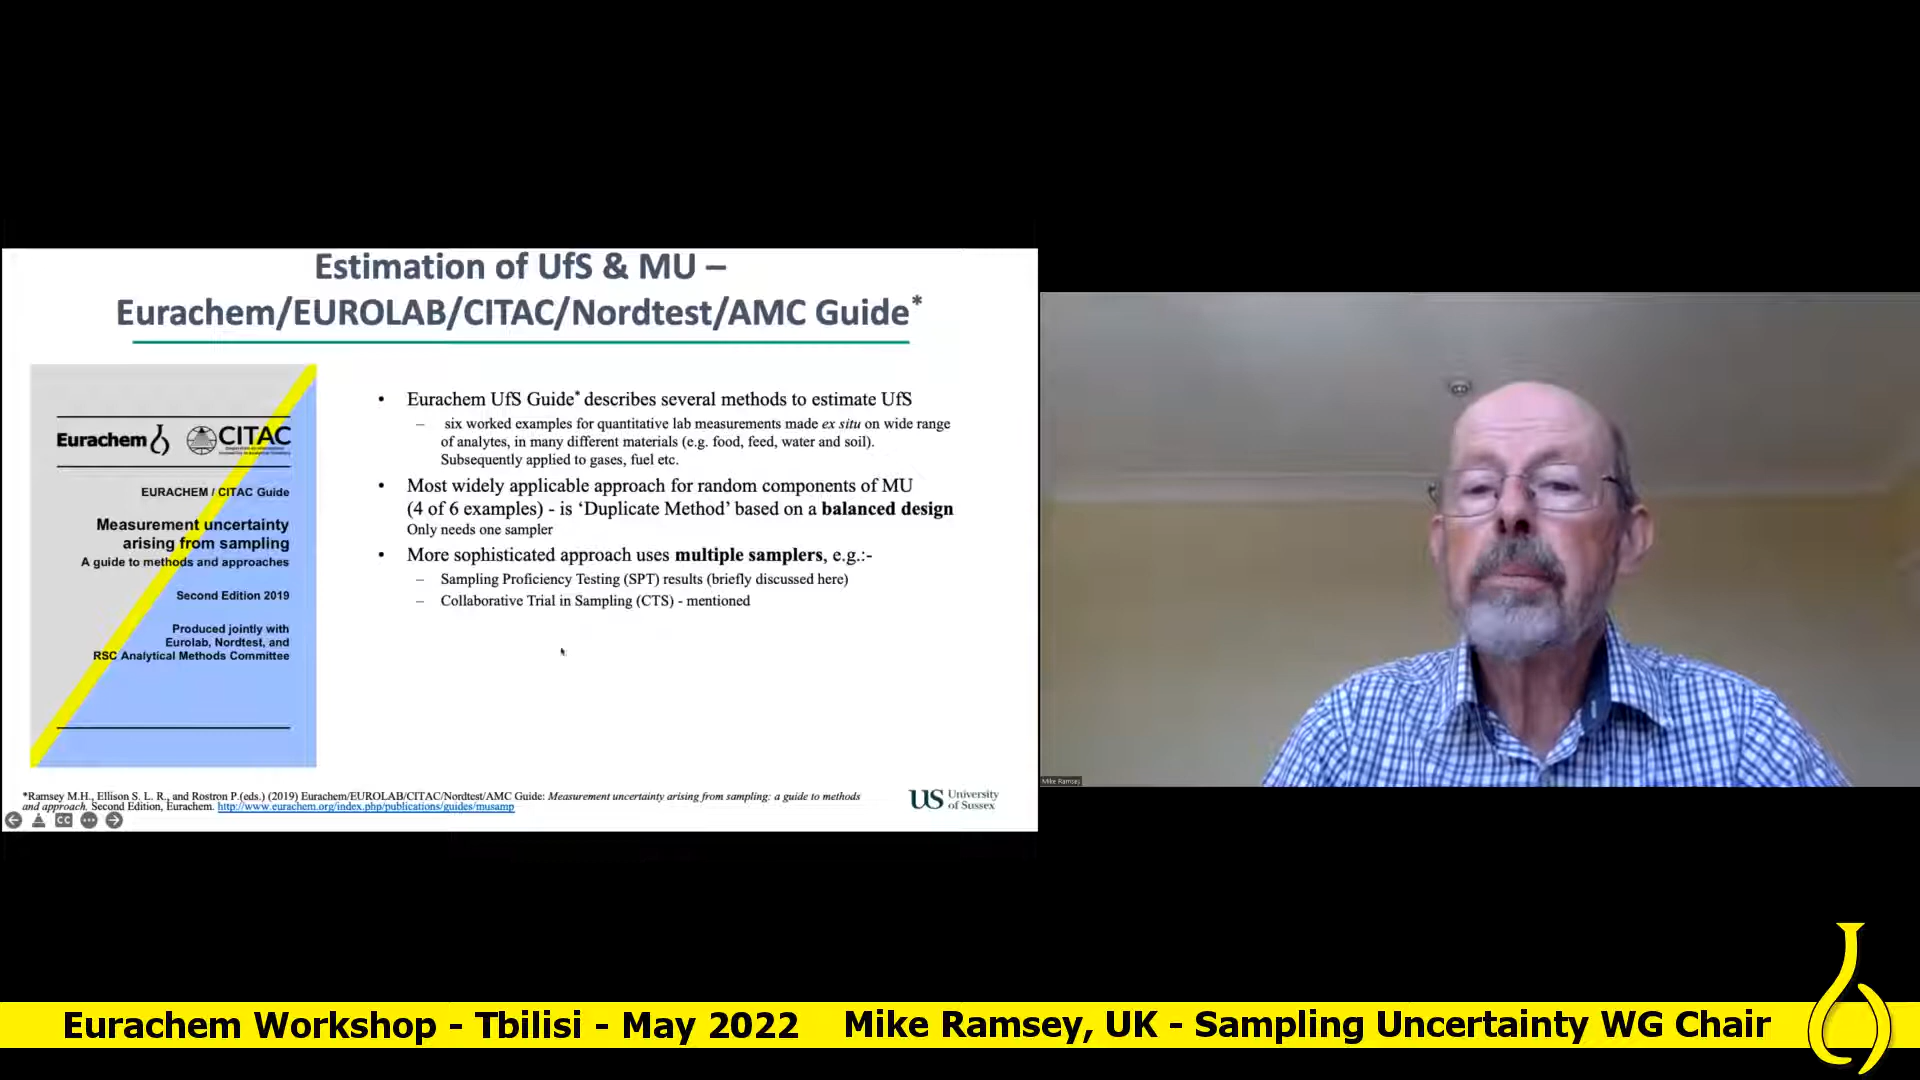 Estimation of UfS & MU –
Eurachem/EUROLAB/CITAC/Nordtest/AMC Guide*
Eurachem CITAC
EURACHEM / CITAC Guide
Measurement uncertainty
arising from sampling
A guide to methods and approaches
Second Edition 2019
Produced jointly with
Eurolab, Nordtest, and
RSC Analytical Methods Committee
• Eurachem UfS Guide* describes several methods to estimate UfS
– six worked examples for quantitative lab measurements made ex situ on wide range
of analytes, in many different materials (e.g. food, feed, water and soil).
Subsequently applied to gases, fuel etc.
• Most widely applicable approach for random components of MU
(4 of 6 examples) - is ‘Duplicate Method’ based on a balanced design
Only needs one sampler
• More sophisticated approach uses multiple samplers, e.g.:-
– Sampling Proficiency Testing (SPT) results (briefly discussed here)
– Collaborative Trial in Sampling (CTS) - mentioned
*Ramsey M.H., Ellison S. L. R., and Rostron P.(eds.) (2019) Eurachem/EUROLAB/CITAC/Nordtest/AMC Guide: Measurement uncertainty arising from sampling: a guide to methods
and approach. Second Edition, Eurachem. http://www.eurachem.org/index.php/publications/guides/musamp
US University
of Sussex
CC
Mike Ramsey
Eurachem Workshop - Tbilisi - May 2022 Mike Ramsey, UK - Sampling Uncertainty WG Chair